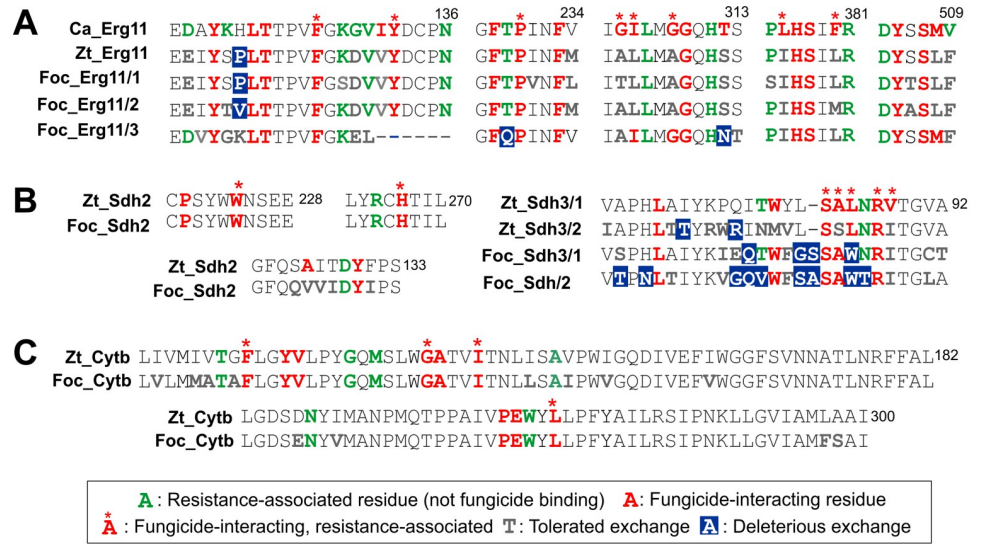 A
* * 136 * 234 * * * 313 * * 381 509
Ca_Erg11 EDAYKHLTTPVFGKGVIYDCPN GFTPINFV IGILMGGQHTS PLHSIFR DYSSMV
Zt_Erg11 EEIYSPLTTPVFGKDVVYDCPN GFTPINFM IALLMAGQHSS PIHSILR DYSSLF
Foc_Erg11/1 EEIYSPLTTPVFGSDVVYDCPN GFTPVNFL IALLMAGQHSS SIHSILR DYTSLF
Foc_Erg11/2 EEIYTVLTTPVFGKDVVYDCPN GFTPINFM IALLMAGQHSS PIHSILR DYASLF
Foc_Erg11/3 EDVYGKLTTPVFGKEL------ GFQPINFV IAILMGGQHNT PIHSILR DYSSMF
B
* *
Zt_Sdh2 CPSYWWNSEE 228 LYRCHTIL 270
Foc_Sdh2 CPSYWWNSEE LYRCHTIL
Zt_Sdh2 GFQSAITDYFPS 133
Foc_Sdh2 GFQQVVIDYIPS
* * * * *
Zt_Sdh3/1 VAPHLAIYKPQITWYL-SALNRVTGVA 92
Zt_Sdh3/2 IAPHLTTYRWRINMVL-SSLNRITGVA
Foc_Sdh3/1 VSPHLAIYKIEQTWFGSSAWNRITGCT
Foc_Sdh/2 VTPNLTIYKVGQVWFSASAWTRITGLA
C
* * *
Zt_Cytb LIVMIVTGFLGYVLPYGQMSLWGATVITNLISAVPWIGQDIVEFIWGGFSVNNATLNRFFAL 182
Foc_Cytb LVLMMATAFLGYVLPYGQMSLWGATVITNLLSAIPWVGQDIVEFVWGGFSVNNATLNRFFAL
*
Zt_Cytb LGDSDNYIMANPMQTPPAIVPEWYLLPFYAILRSIPNKLLGVIAMLAAI 300
Foc_Cytb LGDSENYVMANPMQTPPAIVPEWYLLPFYAILRSIPNKLLGVIAMFSAI
A : Resistance-associated residue (not fungicide binding) A : Fungicide-interacting residue
*
A : Fungicide-interacting, resistance-associated T : Tolerated exchange A : Deleterious exchange